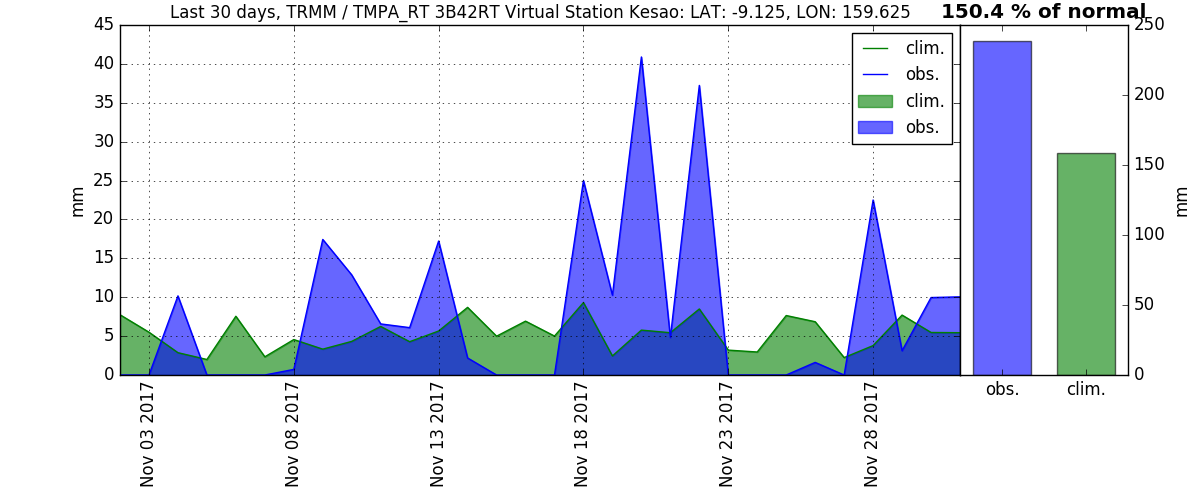 Last 30 days, TRMM / TMPA_RT 3B42RT Virtual Station Kesao: LAT: -9.125, LON: 159.625
150.4 % of normal
45
40
35
30
25
20
15
10
5
0
mm
clim.
obs.
clim.
obs.
Nov 03 2017
Nov 08 2017
Nov 13 2017
Nov 18 2017
Nov 23 2017
Nov 28 2017
250
200
150
100
50
0
mm
obs.
clim.